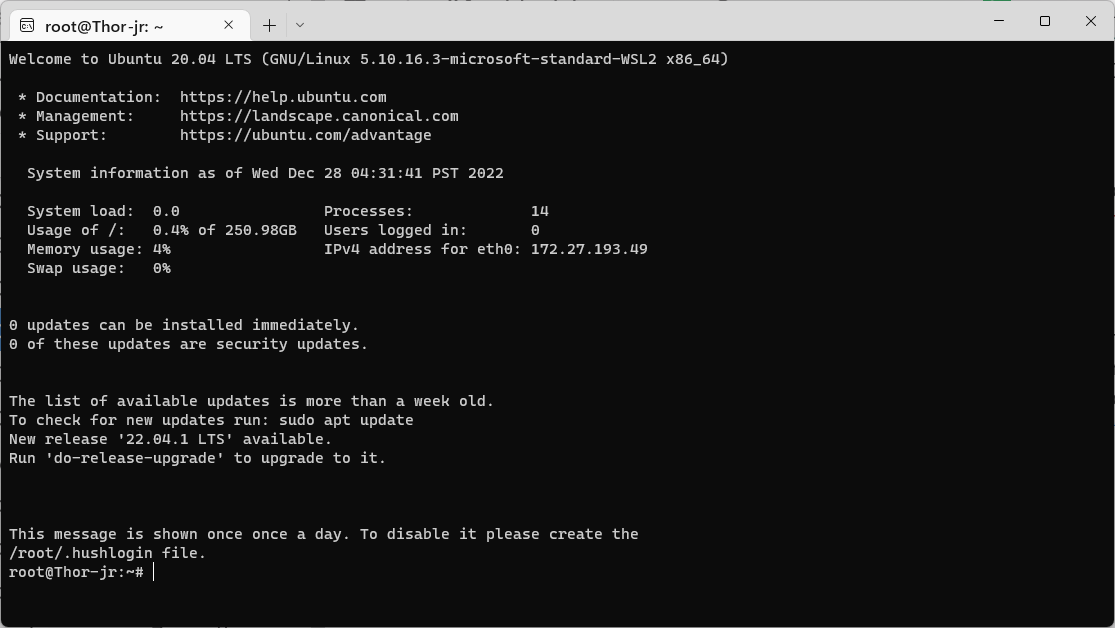 root@Thor-jr: ~
Welcome to Ubuntu 20.04 LTS (GNU/Linux 5.10.16.3-microsoft-standard-WSL2 x86_64)
* Documentation:  https://help.ubuntu.com
* Management:     https://landscape.canonical.com
* Support:        https://ubuntu.com/advantage
System information as of Wed Dec 28 04:31:41 PST 2022
System load:  0.0                Processes:             14
Usage of /:   0.4% of 250.98GB   Users logged in:       0
Memory usage: 4%                 IPv4 address for eth0: 172.27.193.49
Swap usage:   0%
0 updates can be installed immediately.
0 of these updates are security updates.
The list of available updates is more than a week old.
To check for new updates run: sudo apt update
New release '22.04.1 LTS' available.
Run 'do-release-upgrade' to upgrade to it.
This message is shown once once a day. To disable it please create the
/root/.hushlogin file.
root@Thor-jr:~#